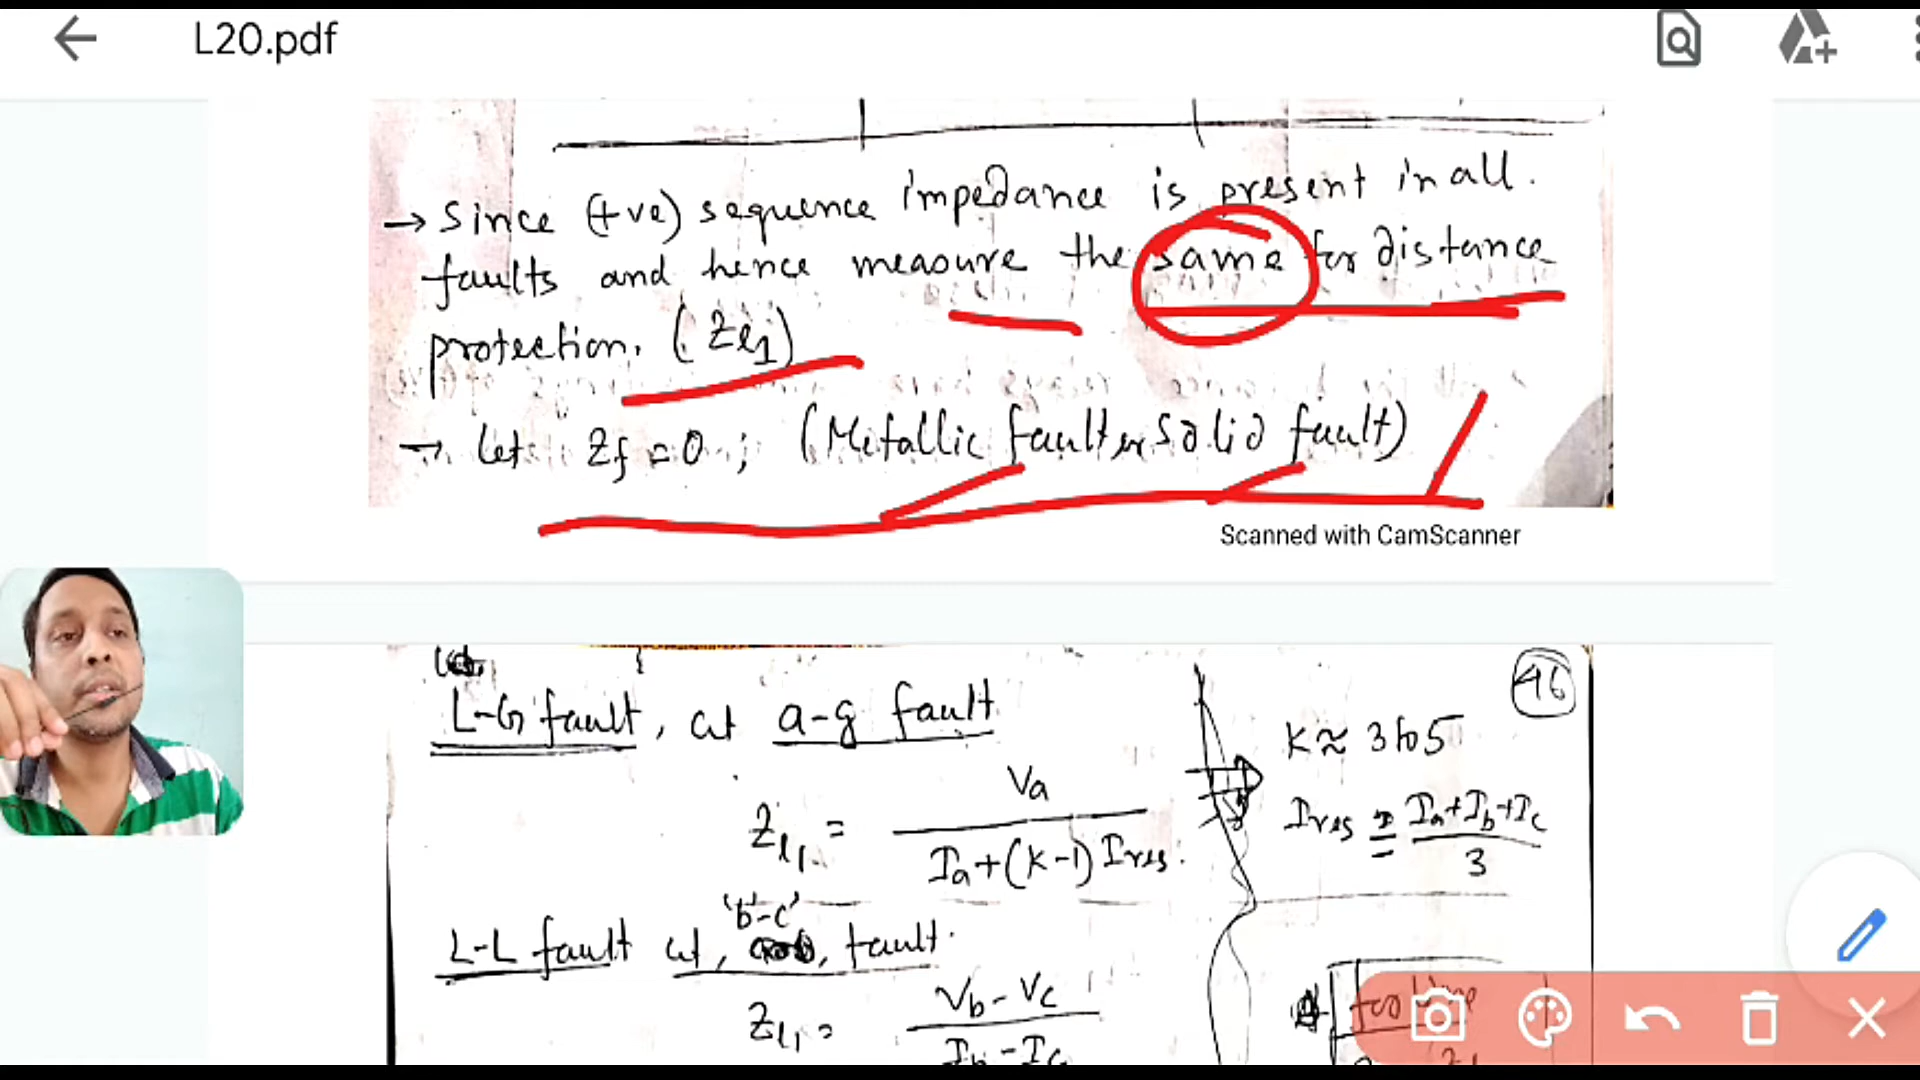 L20.pdf
→ Since (+ve) sequence impedance is present in all.
faults and hence measure the same for distance
protection. (Zl1)
→ let Zf = 0 ; (Metallic fault or solid fault)
Scanned with CamScanner
46
L-G fault, at a-g fault
K ≈ 3 to 5
Zl1 = Va / Ia+(K-1) Ires.
Ires = Ia+Ib+Ic / 3
'b'-c'
L-L fault at, fault.
Zl1 = Vb - Vc / Ib - Ic